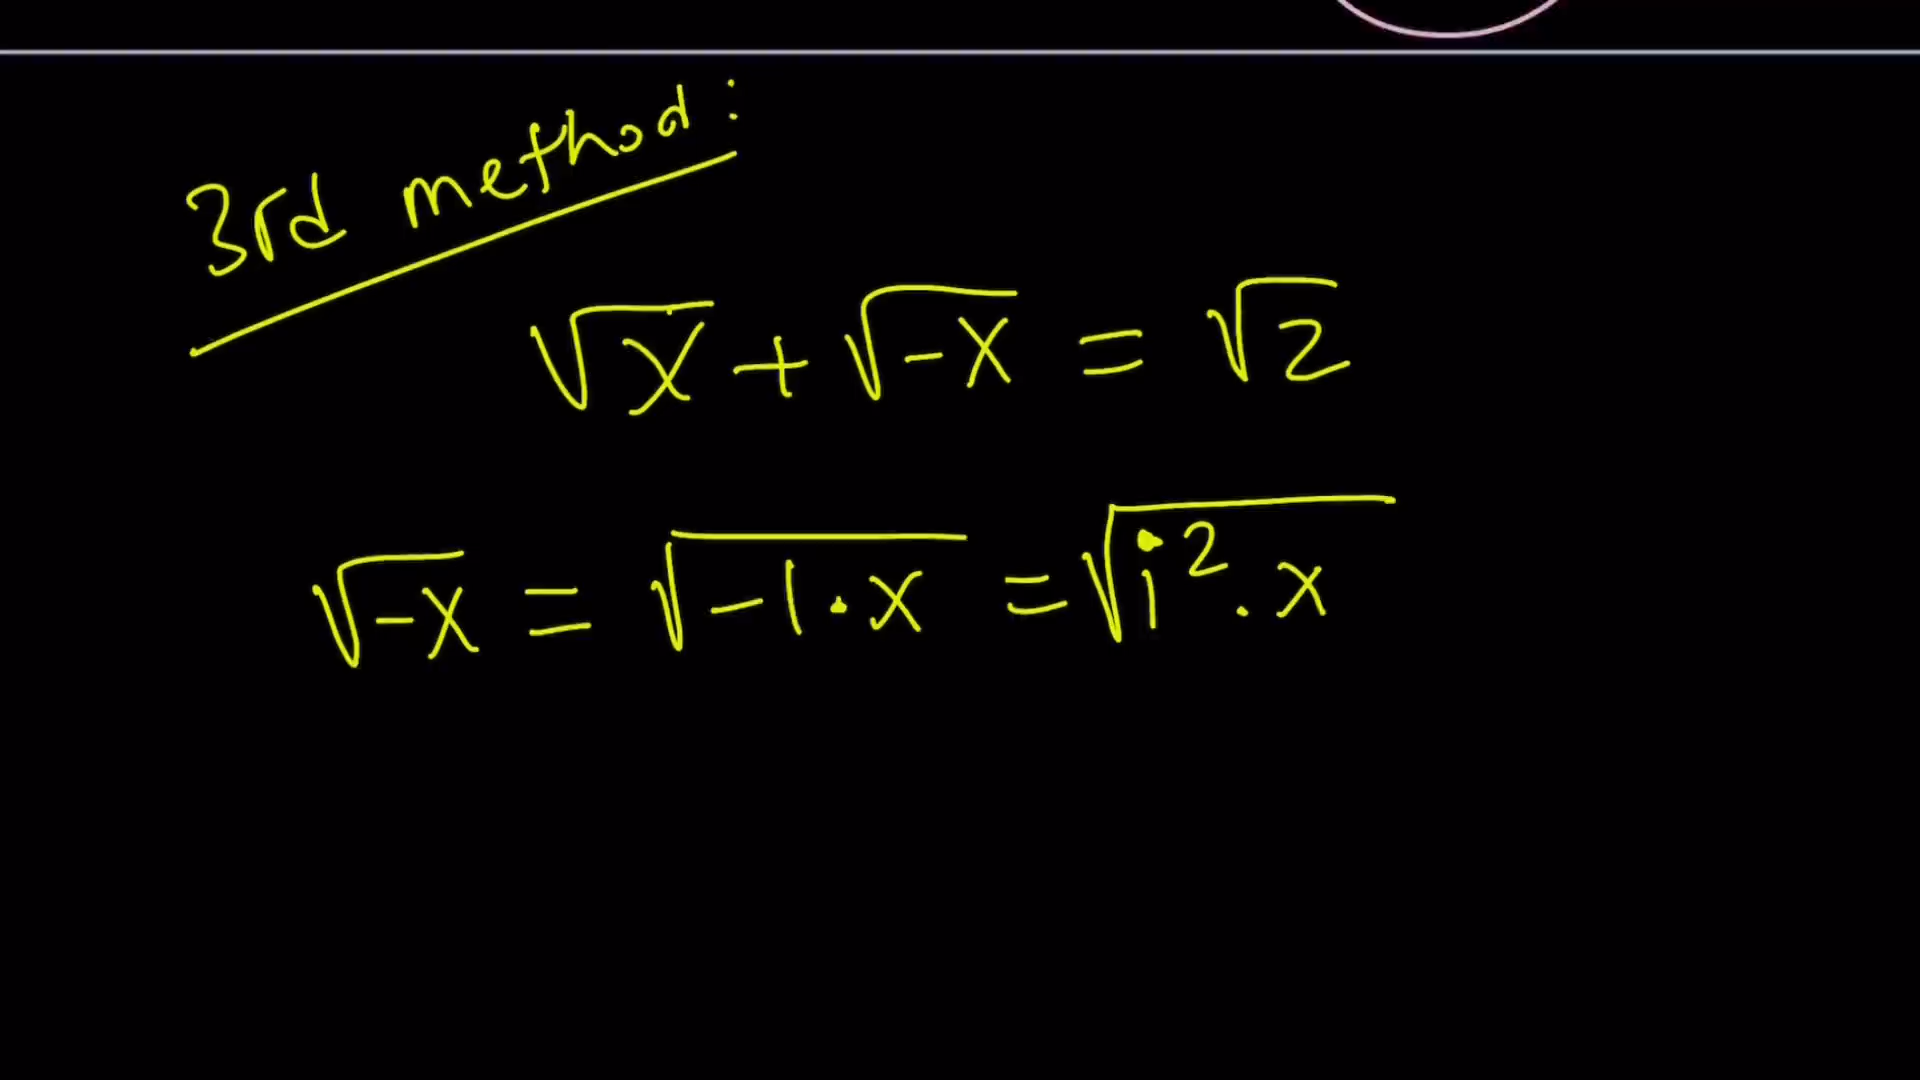 3rd method:
√x + √-x = √2
√-x = √-1·x = √i²·x